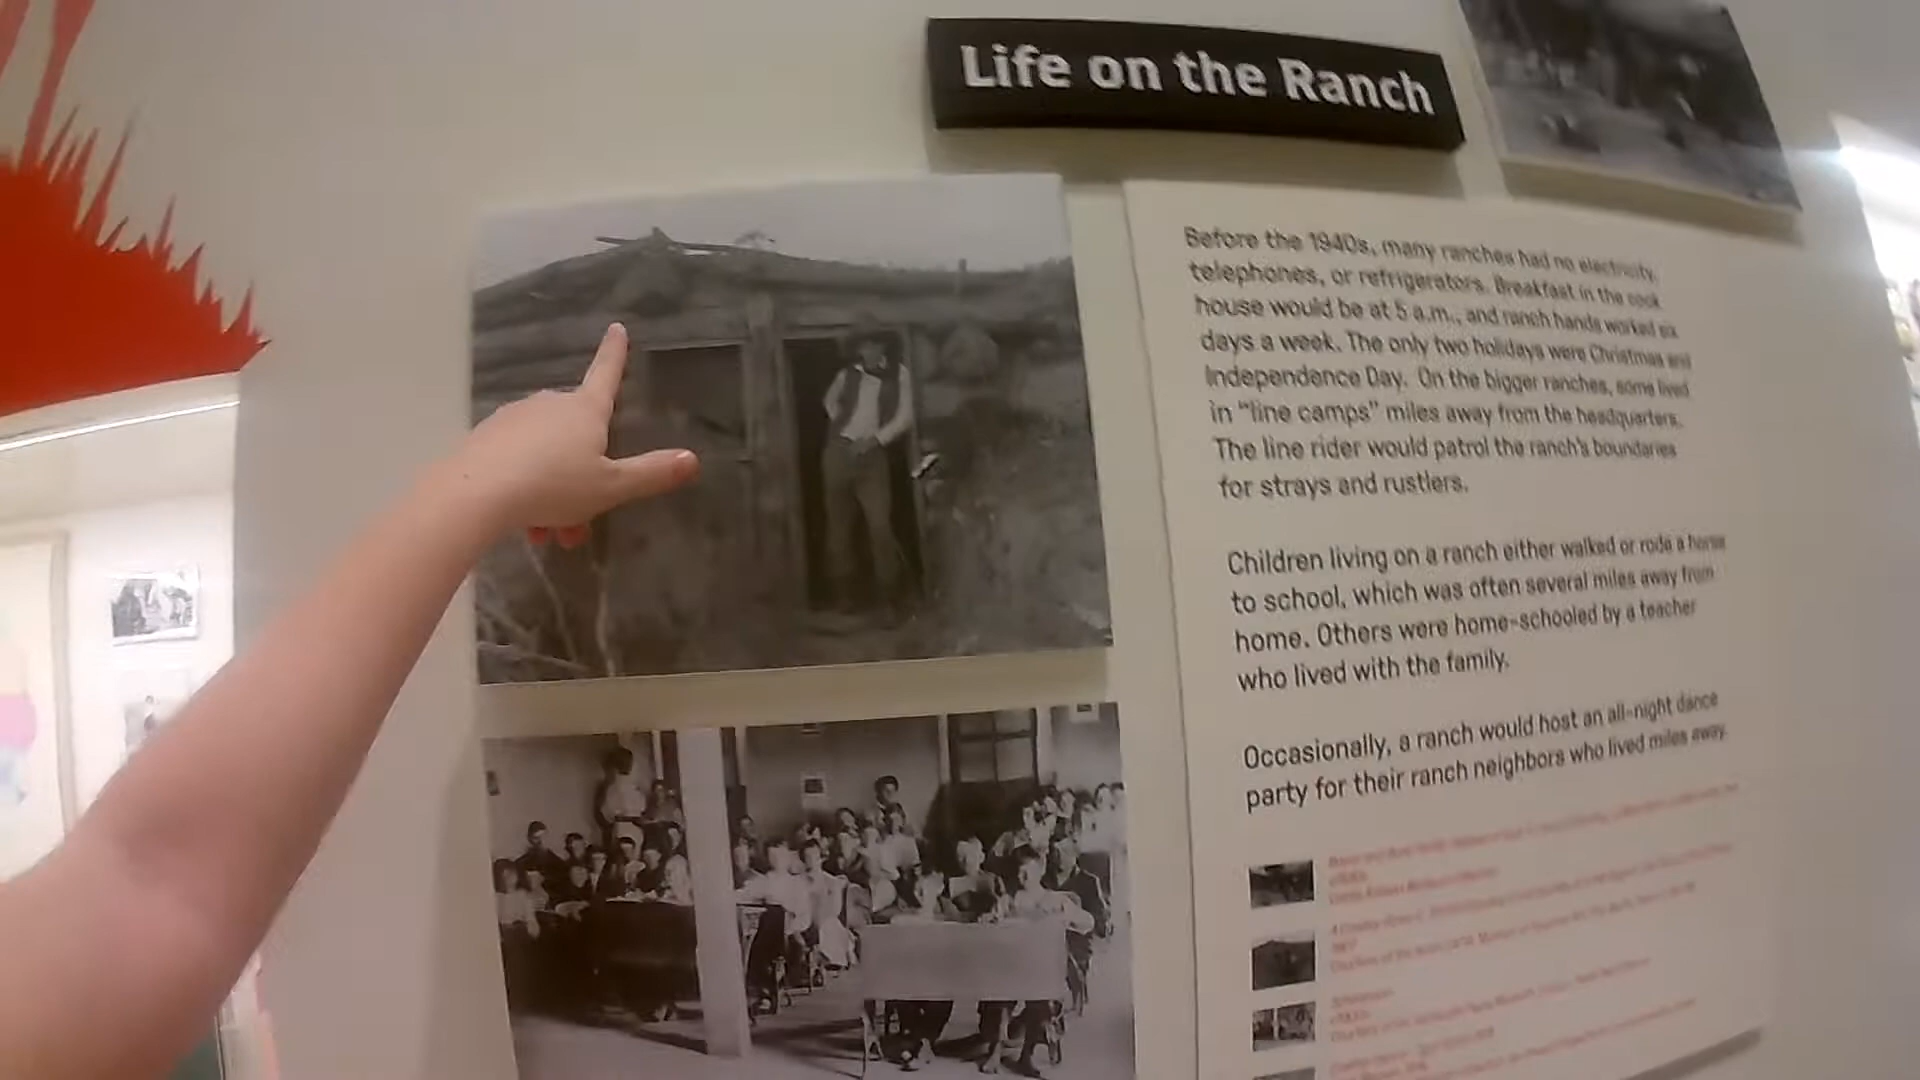 Life on the Ranch
Before the 1940s, many ranches had no electricity,
telephones, or refrigerators. Breakfast in the cook
house would be at 5 a.m., and ranch hands worked six
days a week. The only two holidays were Christmas and
Independence Day. On the bigger ranches, some lived
in "line camps" miles away from the headquarters.
The line rider would patrol the ranch's boundaries
for strays and rustlers.
Children living on a ranch either walked or rode a horse
to school, which was often several miles away from
home. Others were home-schooled by a teacher
who lived with the family.
Occasionally, a ranch would host an all-night dance
party for their ranch neighbors who lived miles away.